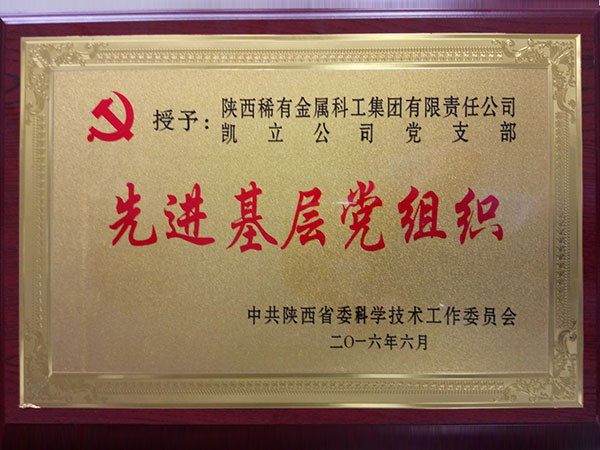 授予：陕西稀有金属科工集团有限责任公司
凯立公司党支部
先进基层党组织
中共陕西省委科学技术工作委员会
二〇一六年六月